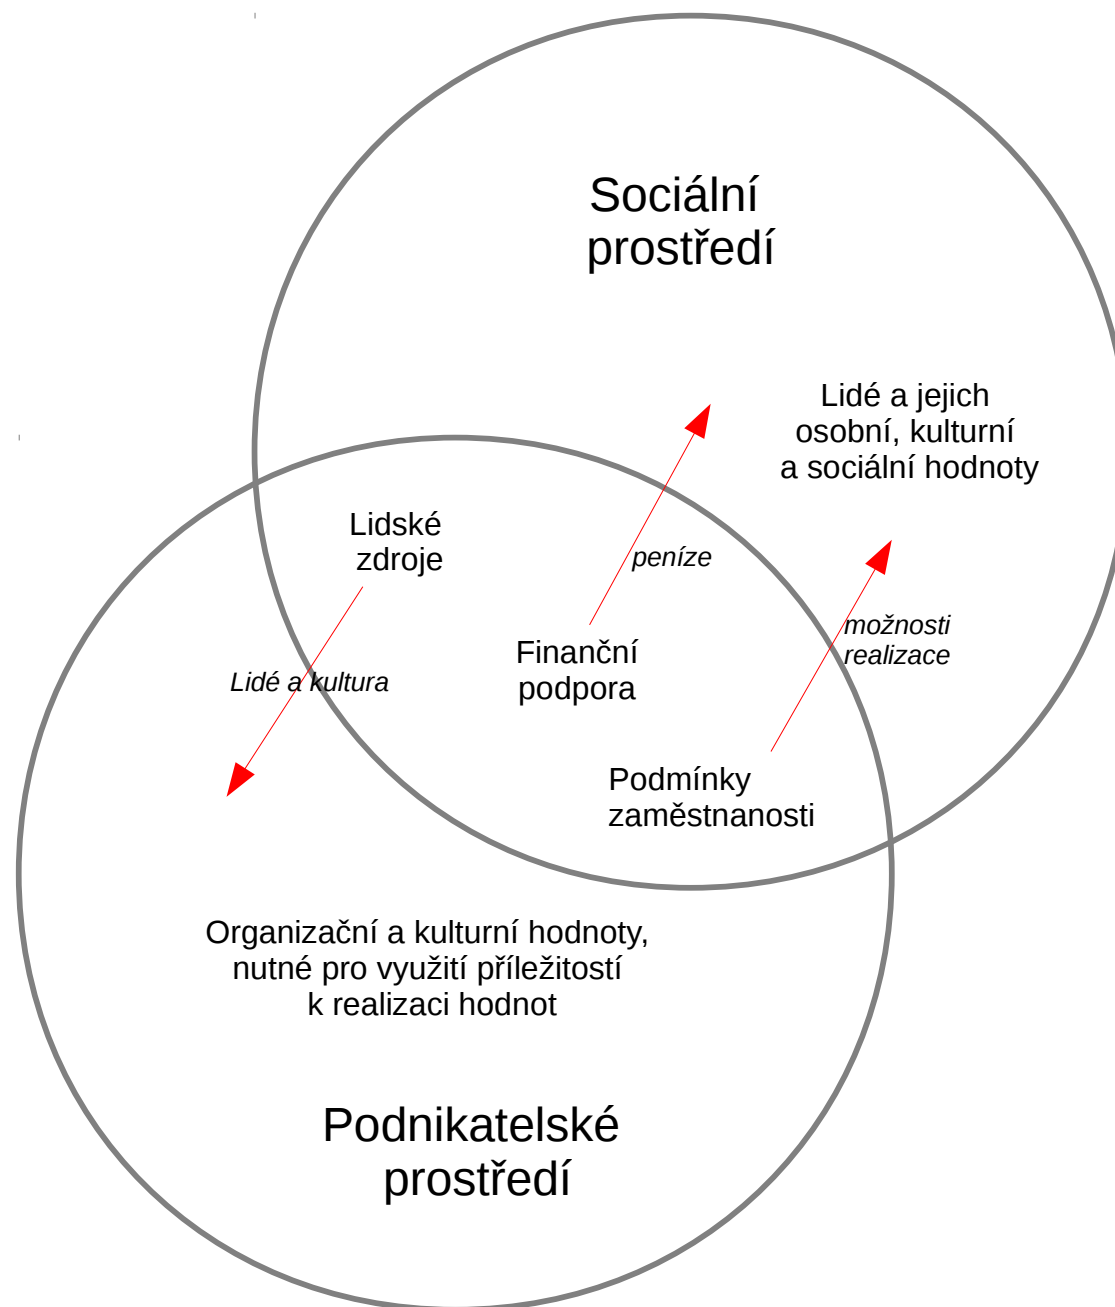 Sociální
prostředí
Lidé a jejich
osobní, kulturní
a sociální hodnoty
Lidské
zdroje
peníze
možnosti
realizace
Finanční
podpora
Lidé a kultura
Podmínky
zaměstnanosti
Organizační a kulturní hodnoty,
nutné pro využití příležitostí
k realizaci hodnot
Podnikatelské
prostředí